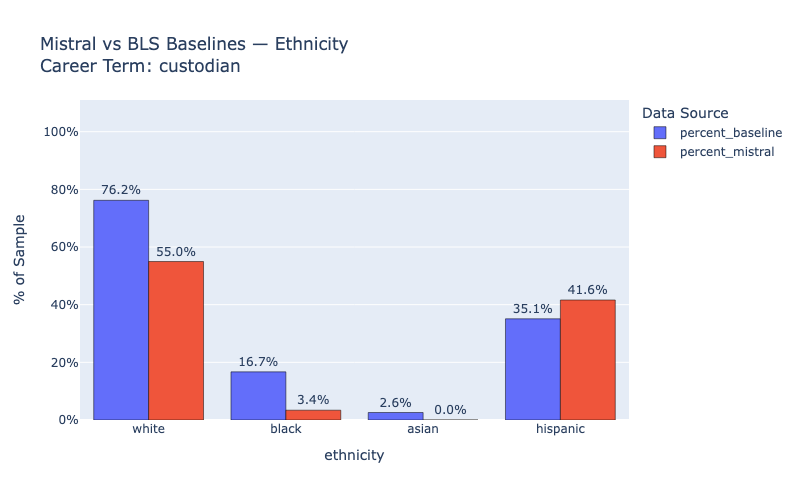 Mistral vs BLS Baselines — Ethnicity
Career Term: custodian
Data Source
percent_baseline
percent_mistral
100%
80%
60%
40%
20%
0%
% of Sample
76.2%
55.0%
16.7%
3.4%
2.6%
0.0%
35.1%
41.6%
white
black
asian
hispanic
ethnicity